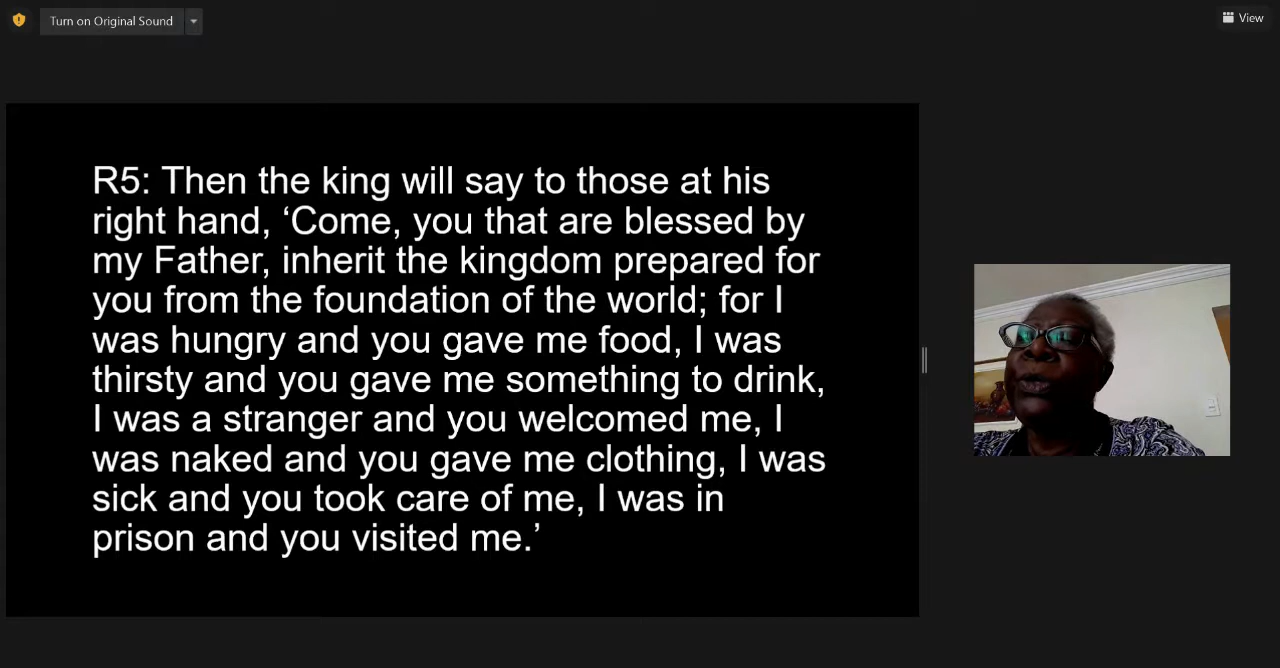 Turn on Original Sound
View
R5: Then the king will say to those at his
right hand, ‘Come, you that are blessed by
my Father, inherit the kingdom prepared for
you from the foundation of the world; for I
was hungry and you gave me food, I was
thirsty and you gave me something to drink,
I was a stranger and you welcomed me, I
was naked and you gave me clothing, I was
sick and you took care of me, I was in
prison and you visited me.’